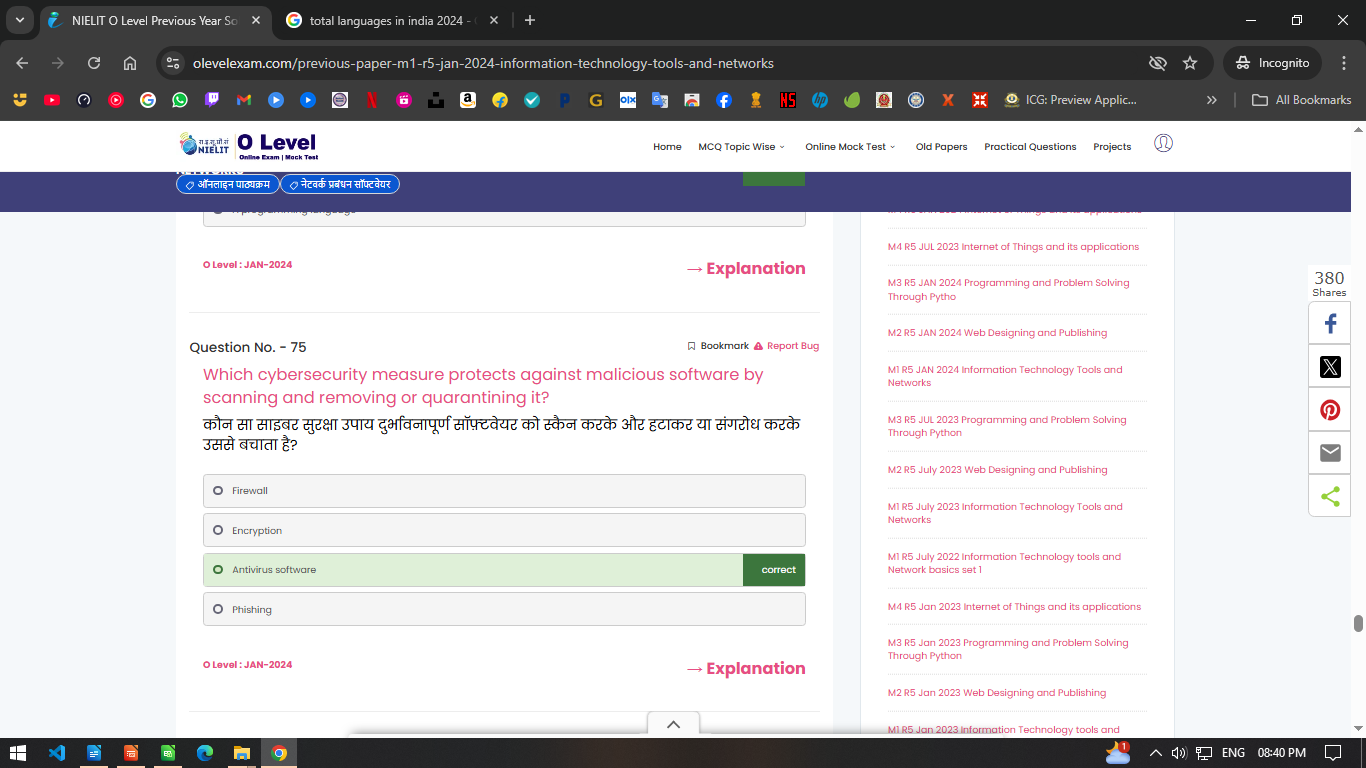 NIELIT O Level Previous Year So
total languages in india 2024 -
olevelexam.com/previous-paper-m1-r5-jan-2024-information-technology-tools-and-networks
Incognito
ICG: Preview Applic...
All Bookmarks
रा.इ.सू.प्रौ.सं
NIELIT
O Level
Online Exam | Mock Test
Home
MCQ Topic Wise
Online Mock Test
Old Papers
Practical Questions
Projects
ऑनलाइन पाठ्यक्रम
नेटवर्क प्रबंधन सॉफ्टवेयर
O Level : JAN-2024
→ Explanation
Question No. - 75
Bookmark
Report Bug
Which cybersecurity measure protects against malicious software by
scanning and removing or quarantining it?
कौन सा साइबर सुरक्षा उपाय दुर्भावनापूर्ण सॉफ़्टवेयर को स्कैन करके और हटाकर या संगरोध करके
उससे बचाता है?
Firewall
Encryption
Antivirus software
correct
Phishing
O Level : JAN-2024
→ Explanation
M4 R5 JUL 2023 Internet of Things and its applications
M3 R5 JAN 2024 Programming and Problem Solving
Through Pytho
M2 R5 JAN 2024 Web Designing and Publishing
M1 R5 JAN 2024 Information Technology Tools and
Networks
M3 R5 JUL 2023 Programming and Problem Solving
Through Python
M2 R5 July 2023 Web Designing and Publishing
M1 R5 July 2023 Information Technology Tools and
Networks
M1 R5 July 2022 Information Technology tools and
Network basics set 1
M4 R5 Jan 2023 Internet of Things and its applications
M3 R5 Jan 2023 Programming and Problem Solving
Through Python
M2 R5 Jan 2023 Web Designing and Publishing
M1 R5 Jan 2023 Information Technology tools and
380
Shares
ENG
08:40 PM